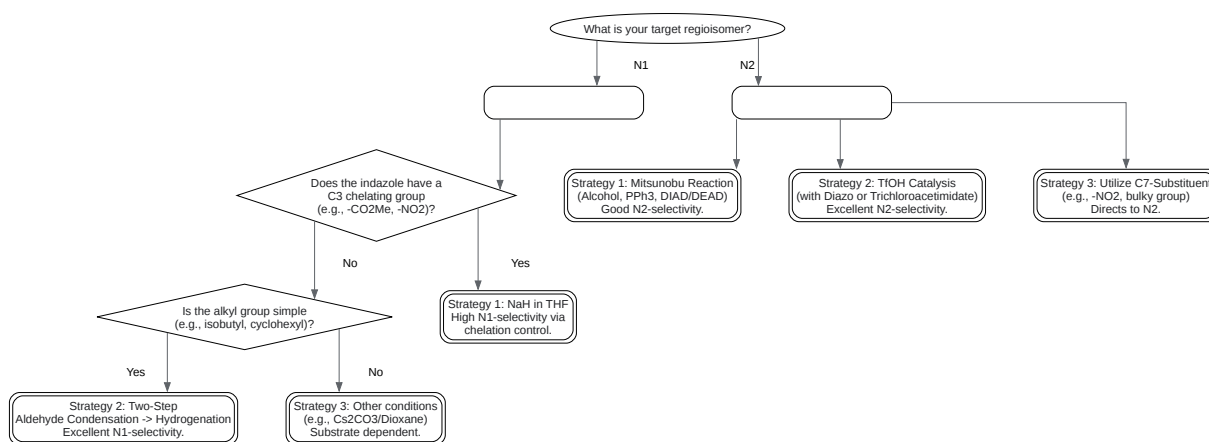 What is your target regioisomer?
N1
N2
Does the indazole have a
C3 chelating group
(e.g., -CO2Me, -NO2)?
Strategy 1: Mitsunobu Reaction
(Alcohol, PPh3, DIAD/DEAD)
Good N2-selectivity.
Strategy 2: TfOH Catalysis
(with Diazo or Trichloroacetimidate)
Excellent N2-selectivity.
Strategy 3: Utilize C7-Substituent
(e.g., -NO2, bulky group)
Directs to N2.
No
Yes
Is the alkyl group simple
(e.g., isobutyl, cyclohexyl)?
Strategy 1: NaH in THF
High N1-selectivity via
chelation control.
Yes
No
Strategy 2: Two-Step
Aldehyde Condensation -> Hydrogenation
Excellent N1-selectivity.
Strategy 3: Other conditions
(e.g., Cs2CO3/Dioxane)
Substrate dependent.